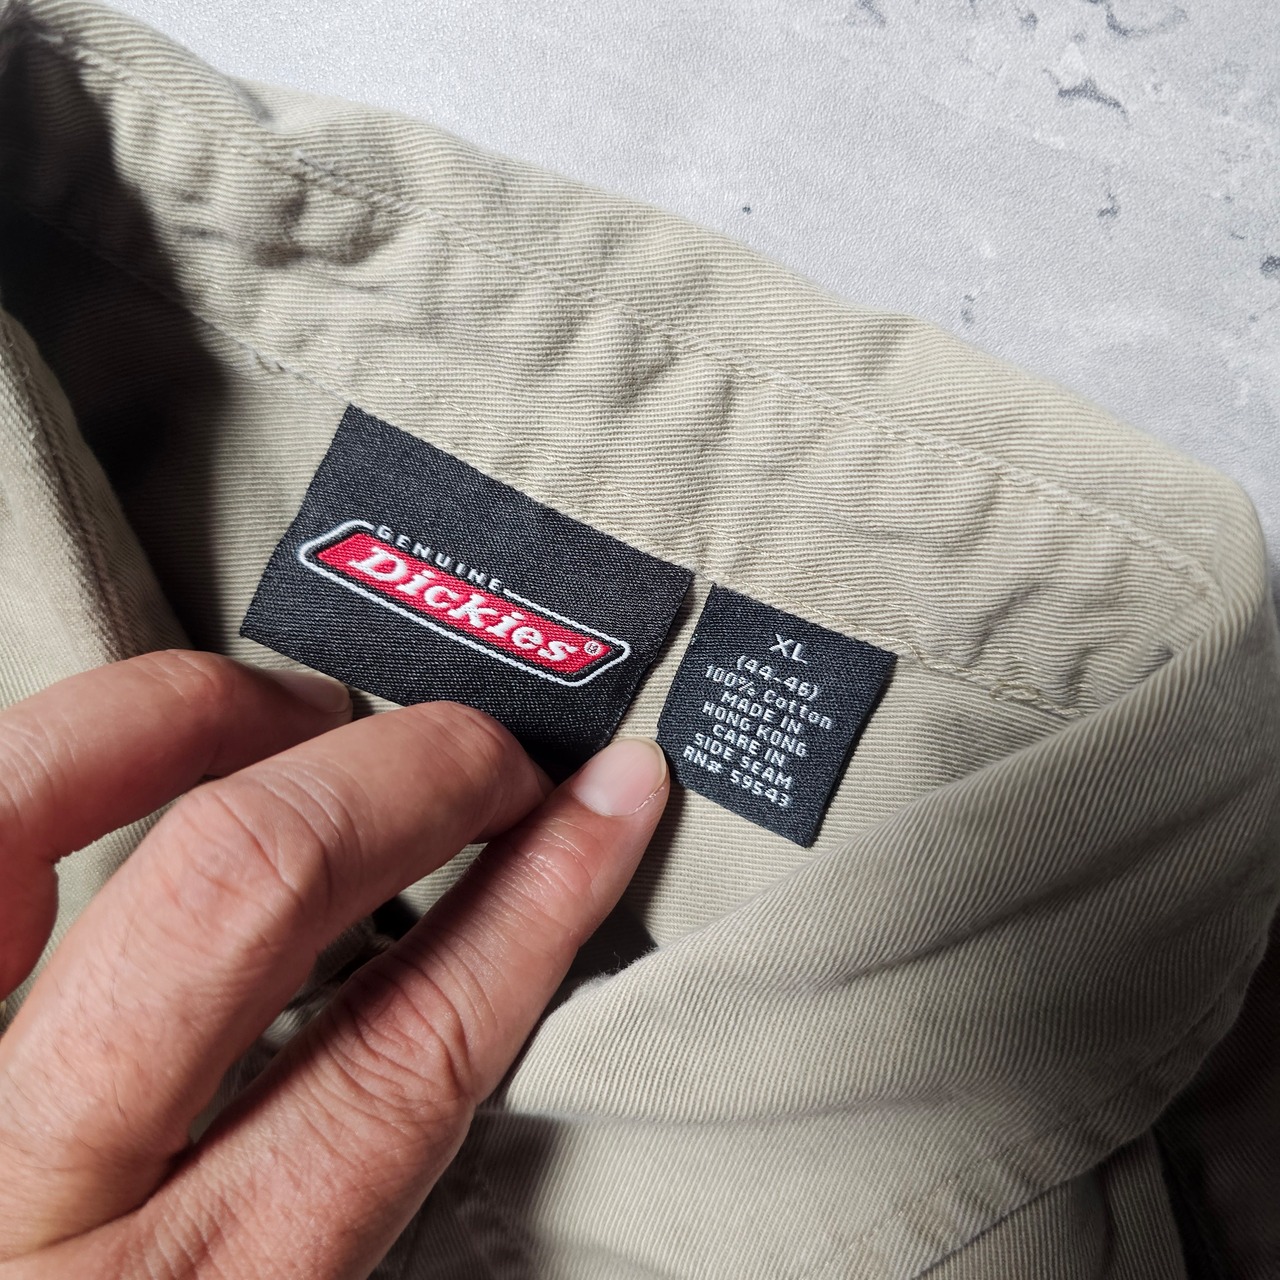 GENUINE
Dickies®
XL
(44-46)
100% Cotton
MADE IN
HONG KONG
CARE IN
SIDE SEAM
RN# 59543